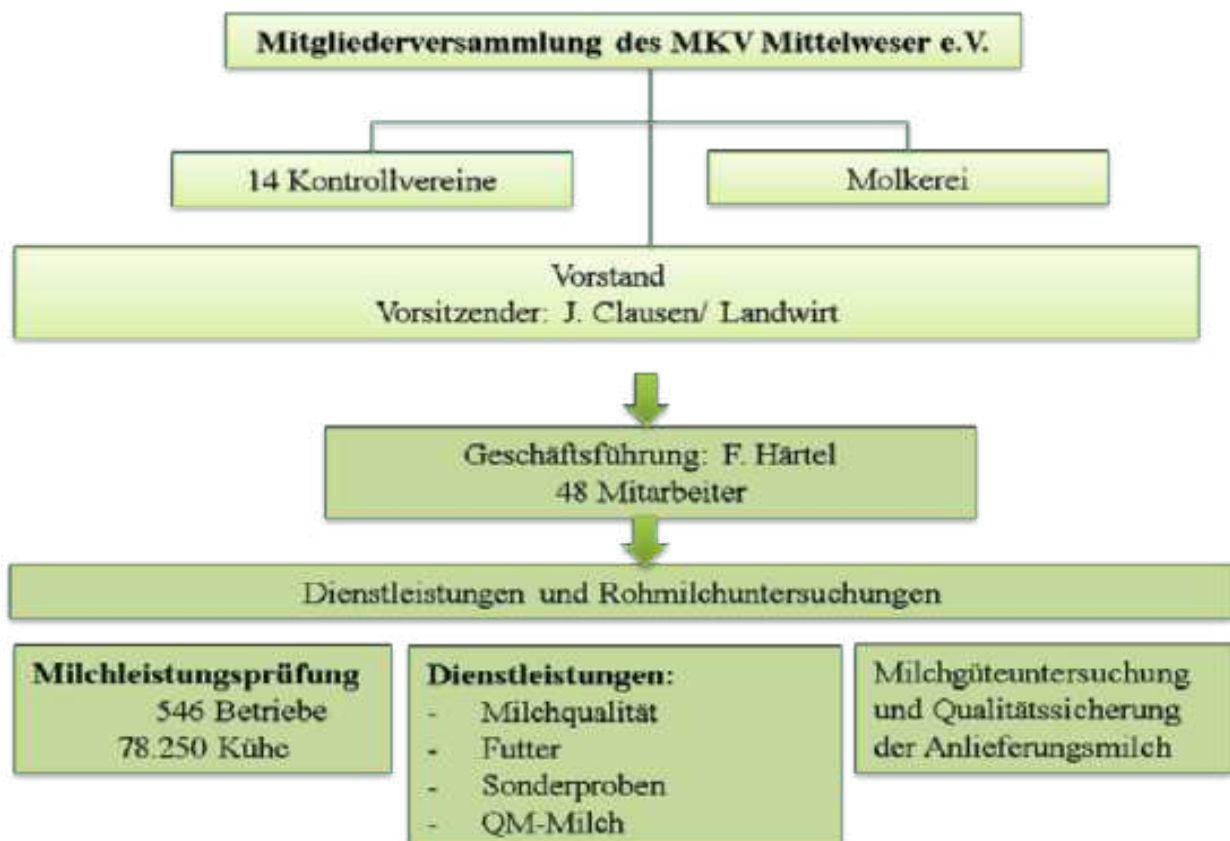 Mitgliederversammlung des MKV Mittelweser e.V.
14 Kontrollvereine
Molkerei
Vorstand
Vorsitzender: J. Clausen/ Landwirt
Geschäftsführung: F. Härtel
48 Mitarbeiter
Dienstleistungen und Rohmilchuntersuchungen
Milchleistungsprüfung
546 Betriebe
78.250 Kühe
Dienstleistungen:
- Milchqualität
- Futter
- Sonderproben
- QM-Milch
Milchgüteuntersuchung
und Qualitätssicherung
der Anlieferungsmilch